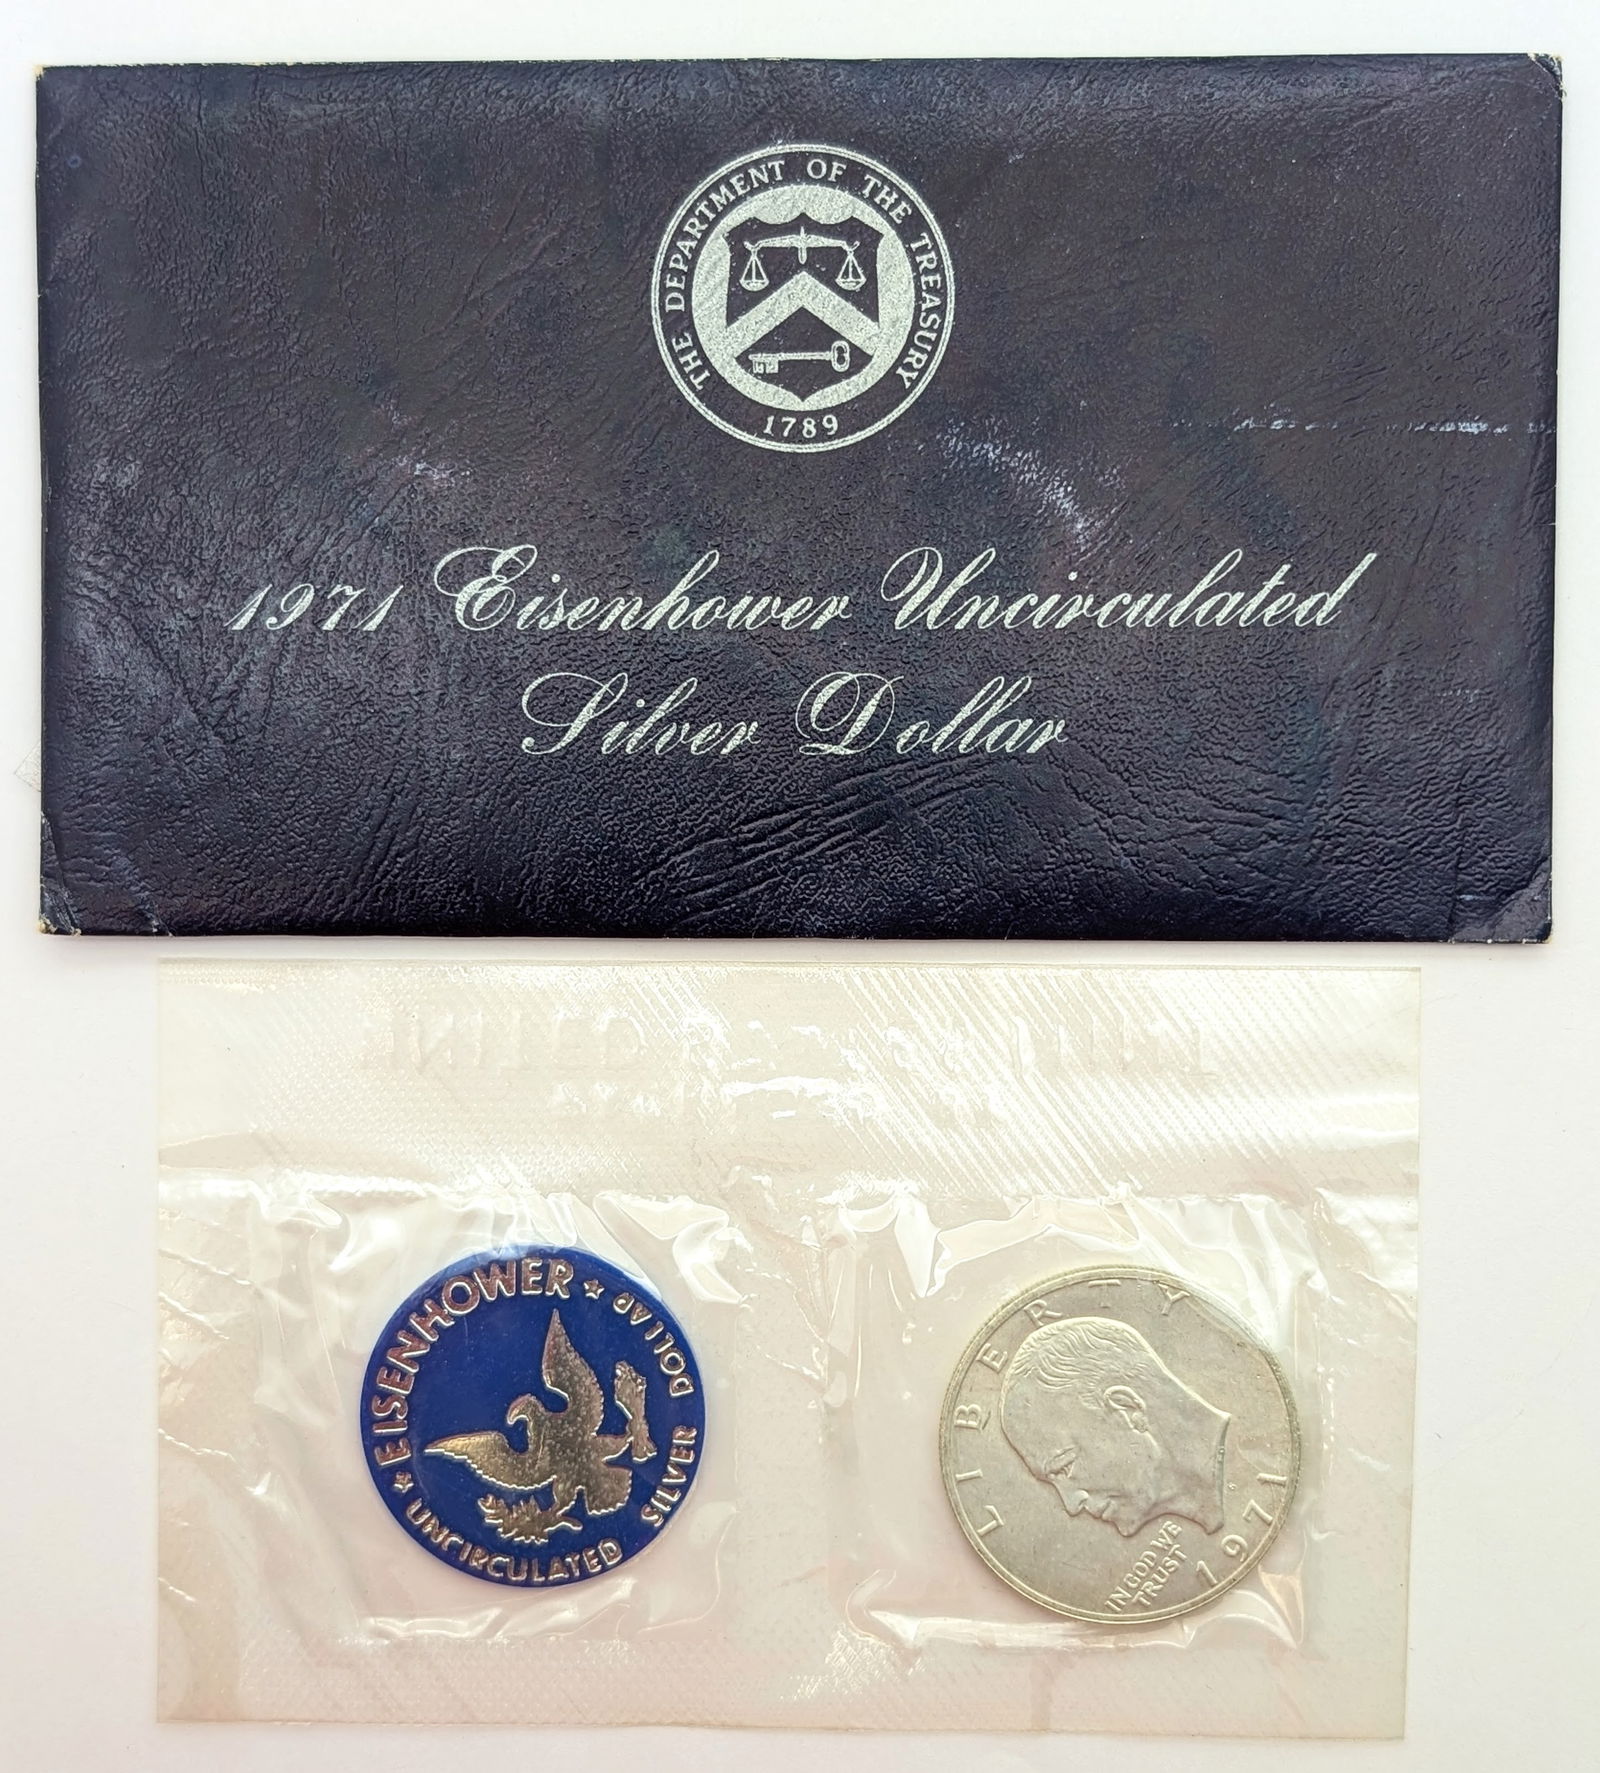 THE DEPARTMENT OF THE TREASURY
1789
1971 Eisenhower Uncirculated
Silver Dollar
EISENHOWER ★ UNCIRCULATED SILVER DOLLAR ★
LIBERTY
IN GOD WE
TRUST
1971